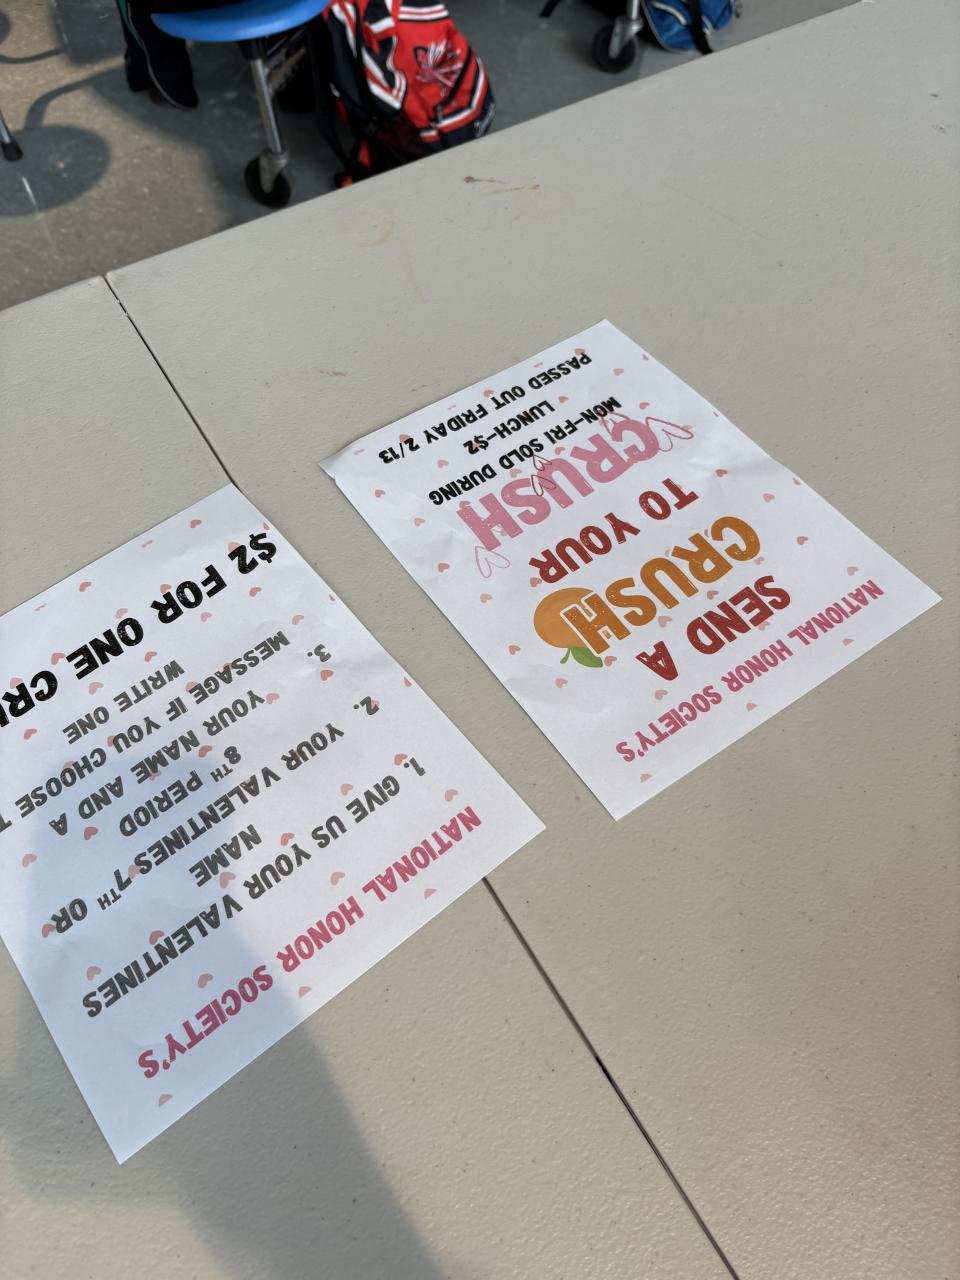 NATIONAL HONOR SOCIETY'S
SEND A
CRUSH
TO YOUR
CRUSH
MON-FRI SOLD DURING
LUNCH-$2
PASSED OUT FRIDAY 2/13
NATIONAL HONOR SOCIETY'S
1. GIVE US YOUR VALENTINES
NAME
2. YOUR VALENTINES 7TH OR
8TH PERIOD
3. YOUR NAME AND A
MESSAGE IF YOU CHOOSE
WRITE ONE
$2 FOR ONE